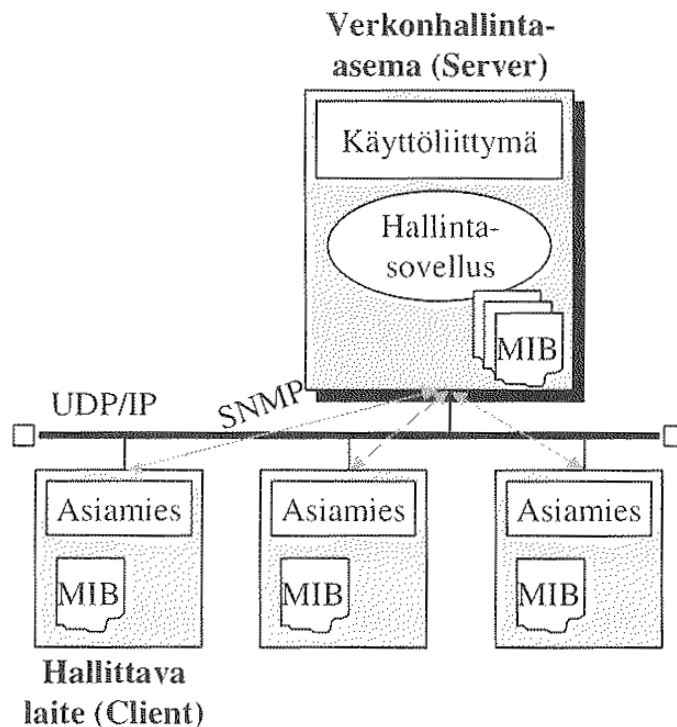 Verkonhallinta-
asema (Server)
Käyttöliittymä
Hallinta-
sovellus
MIB
UDP/IP
SNMP
Asiamies
Asiamies
Asiamies
MIB
MIB
MIB
Hallittava
laite (Client)